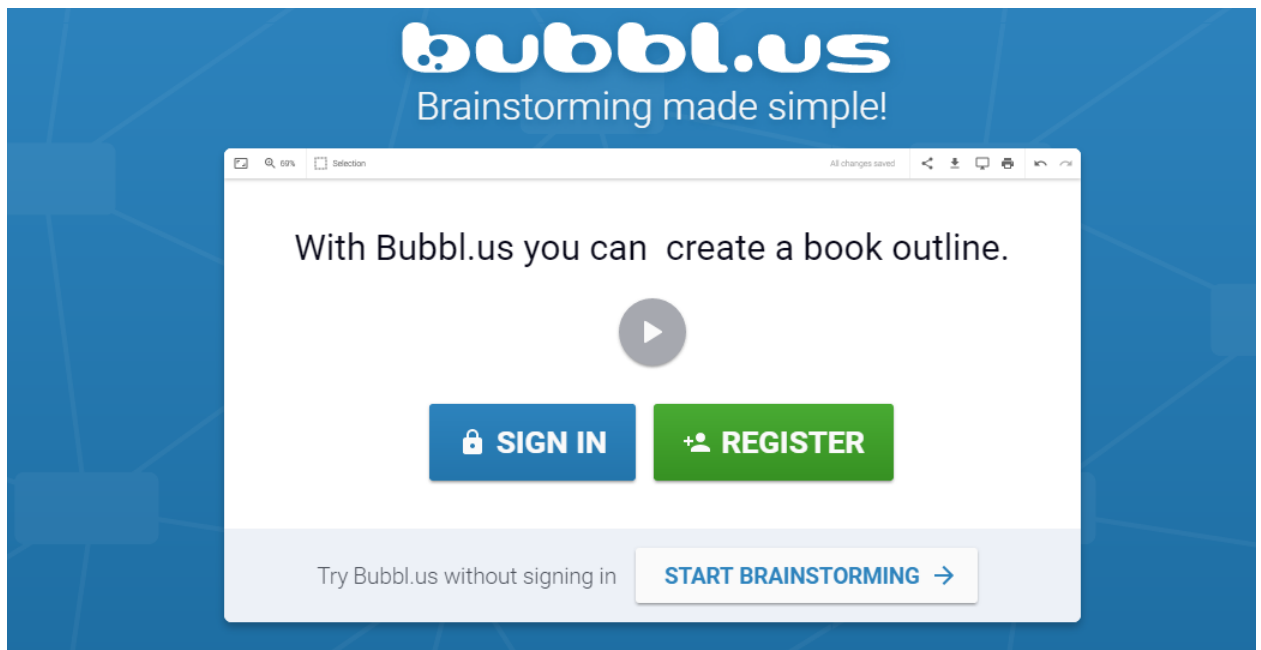 bubbl.us
Brainstorming made simple!
69% Selection All changes saved
With Bubbl.us you can create a book outline.
SIGN IN REGISTER
Try Bubbl.us without signing in START BRAINSTORMING →